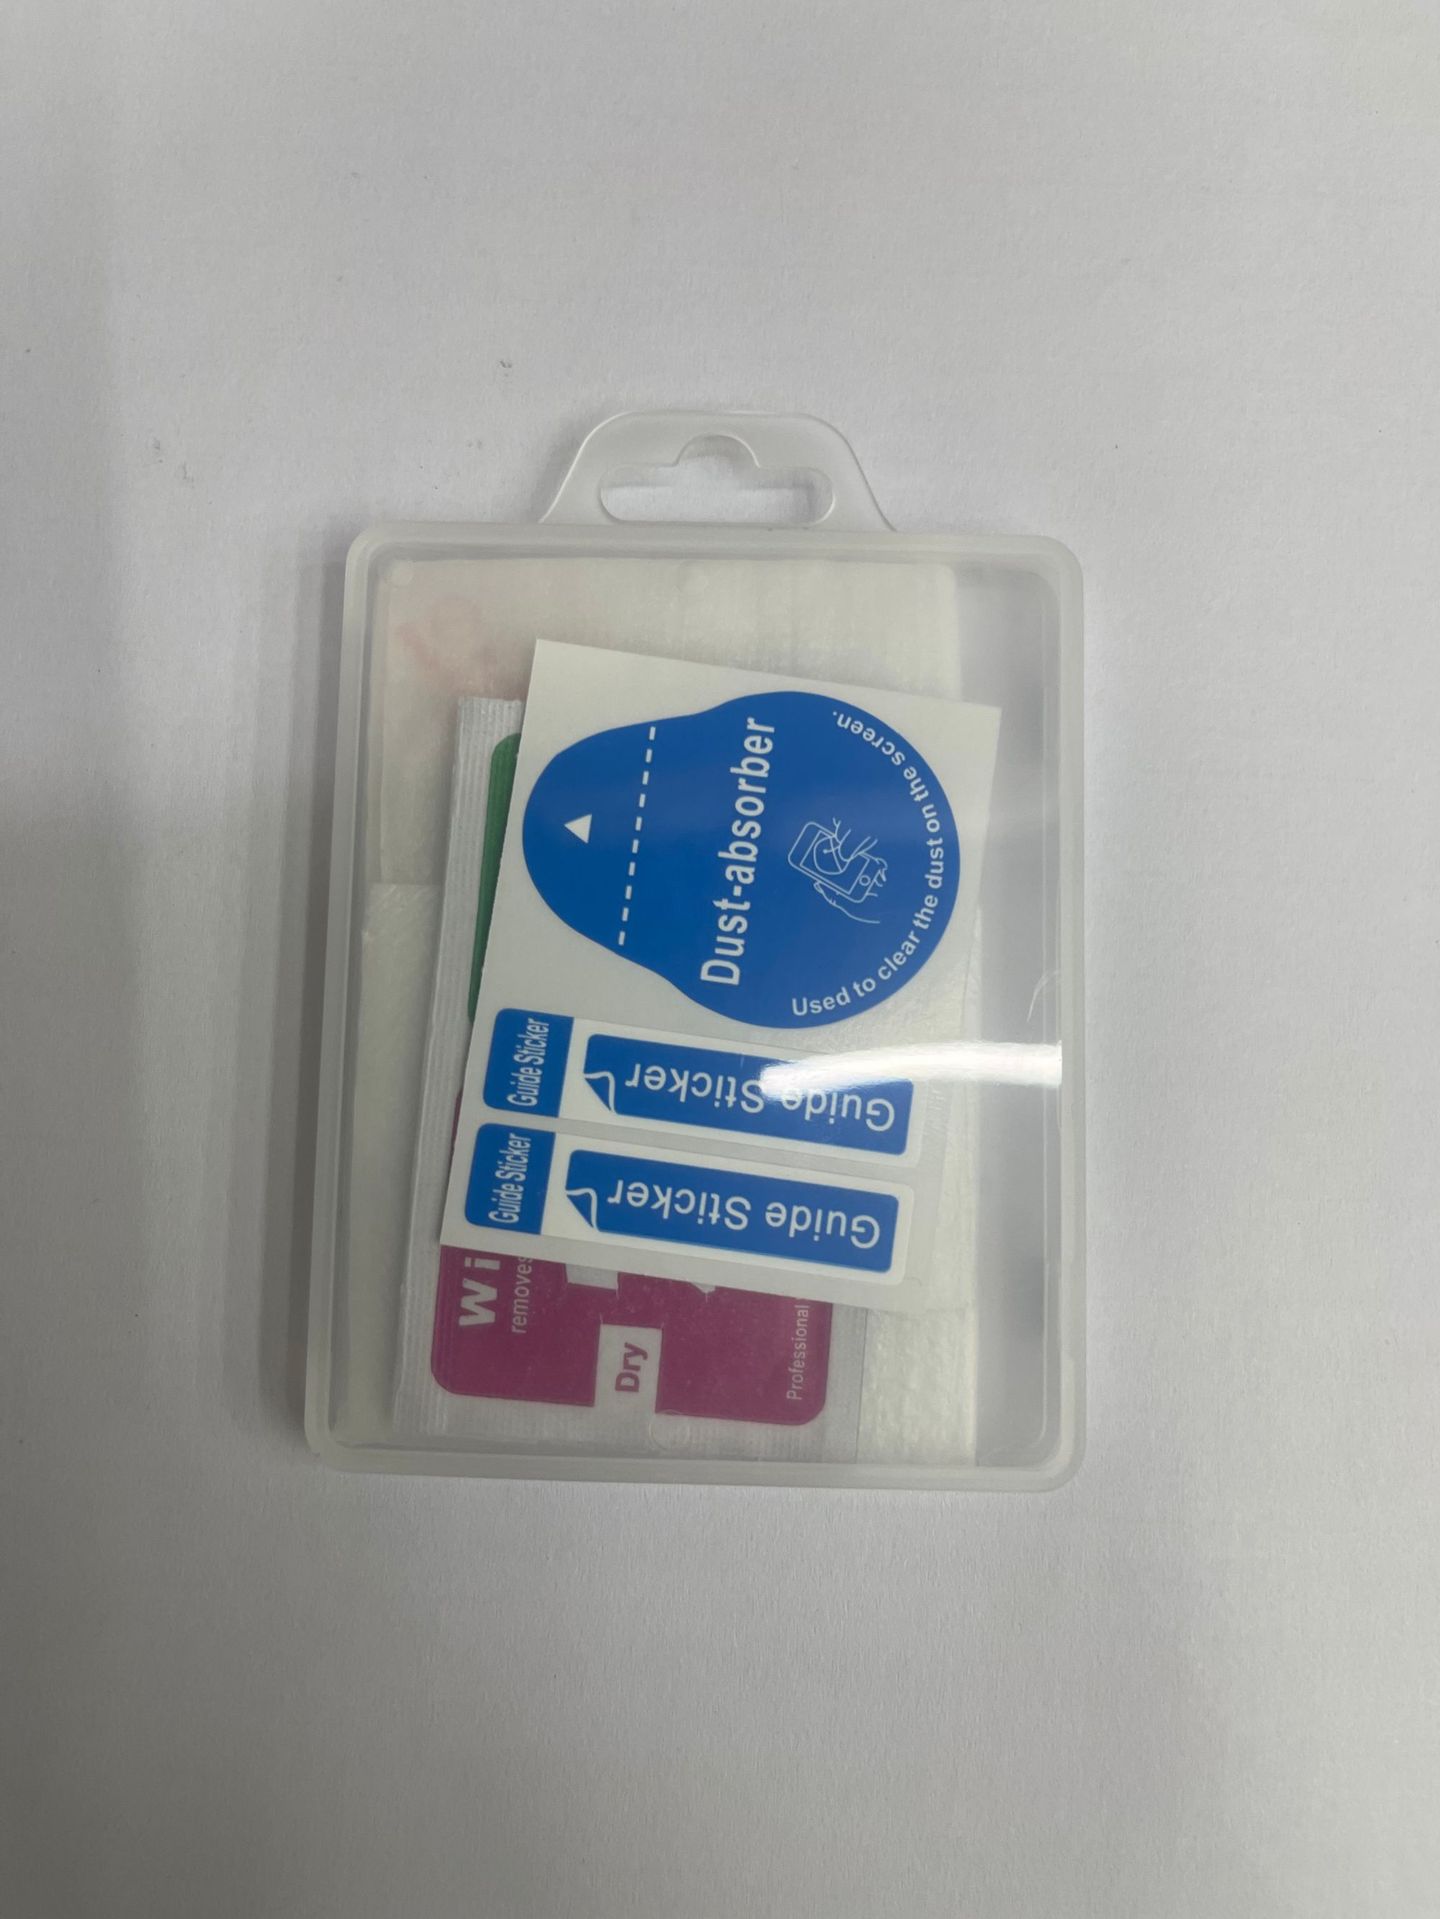 Dust-absorber
Used to clear the dust on the screen.
Guide Sticker
Guide Sticker
Guide Sticker
Guide Sticker
removes
Dry
Professional